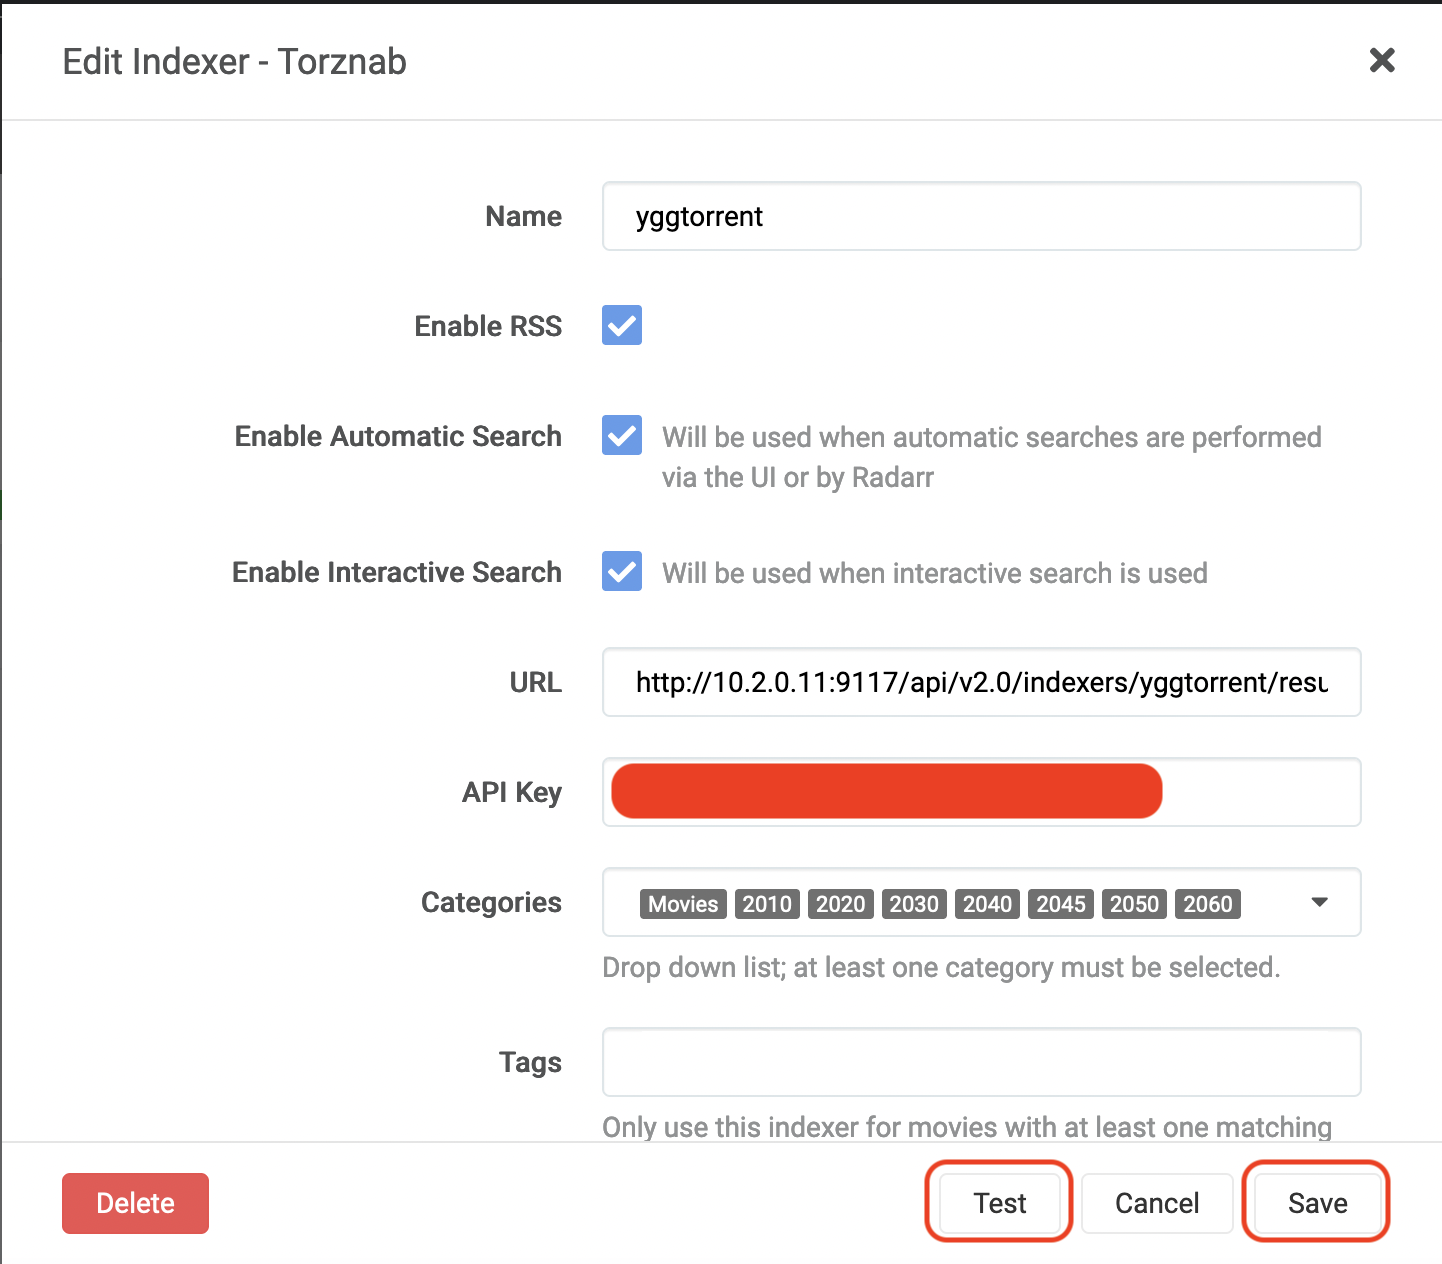 Edit Indexer - Torznab
Name
yggtorrent
Enable RSS
Enable Automatic Search
Will be used when automatic searches are performed
via the UI or by Radarr
Enable Interactive Search
Will be used when interactive search is used
URL
http://10.2.0.11:9117/api/v2.0/indexers/yggtorrent/resu
API Key
Categories
Movies 2010 2020 2030 2040 2045 2050 2060
Drop down list; at least one category must be selected.
Tags
Only use this indexer for movies with at least one matching
Delete
Test
Cancel
Save